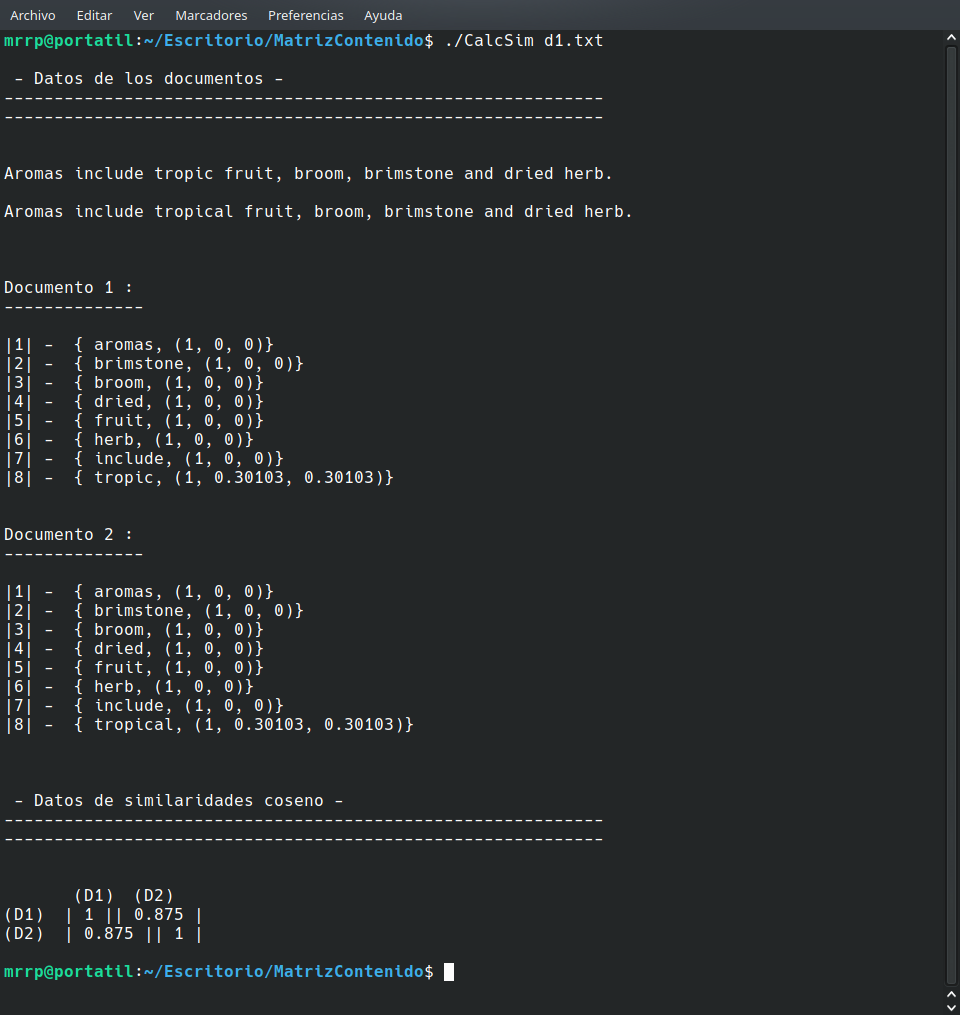 Archivo Editar Ver Marcadores Preferencias Ayuda
mrrp@portatil:~/Escritorio/MatrizContenido$ ./CalcSim d1.txt
- Datos de los documentos -
------------------------------------------------------------
------------------------------------------------------------
Aromas include tropic fruit, broom, brimstone and dried herb.
Aromas include tropical fruit, broom, brimstone and dried herb.
Documento 1 :
--------------
|1| -  { aromas, (1, 0, 0)}
|2| -  { brimstone, (1, 0, 0)}
|3| -  { broom, (1, 0, 0)}
|4| -  { dried, (1, 0, 0)}
|5| -  { fruit, (1, 0, 0)}
|6| -  { herb, (1, 0, 0)}
|7| -  { include, (1, 0, 0)}
|8| -  { tropic, (1, 0.30103, 0.30103)}
Documento 2 :
--------------
|1| -  { aromas, (1, 0, 0)}
|2| -  { brimstone, (1, 0, 0)}
|3| -  { broom, (1, 0, 0)}
|4| -  { dried, (1, 0, 0)}
|5| -  { fruit, (1, 0, 0)}
|6| -  { herb, (1, 0, 0)}
|7| -  { include, (1, 0, 0)}
|8| -  { tropical, (1, 0.30103, 0.30103)}
- Datos de similaridades coseno -
------------------------------------------------------------
------------------------------------------------------------
(D1)  (D2)
(D1)  | 1 || 0.875 |
(D2)  | 0.875 || 1 |
mrrp@portatil:~/Escritorio/MatrizContenido$